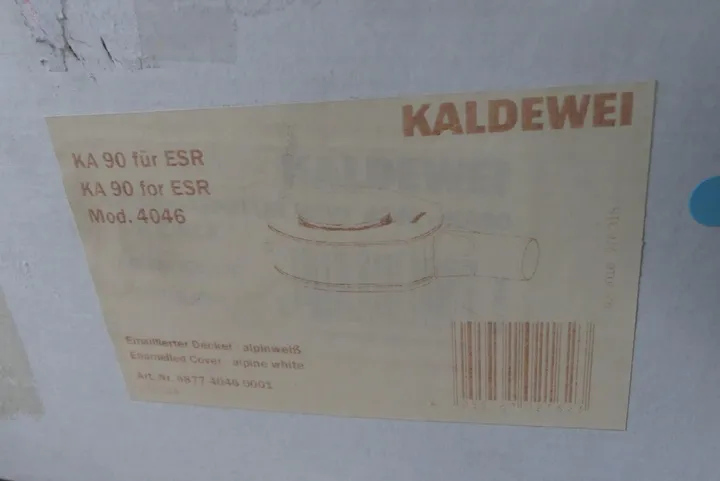 KALDEWEI
KA 90 für ESR
KA 90 for ESR
Mod. 4046
Emaillierter Deckel alpinweiß
Enamelled Cover alpine white
Art. Nr. 6877 4046 0001